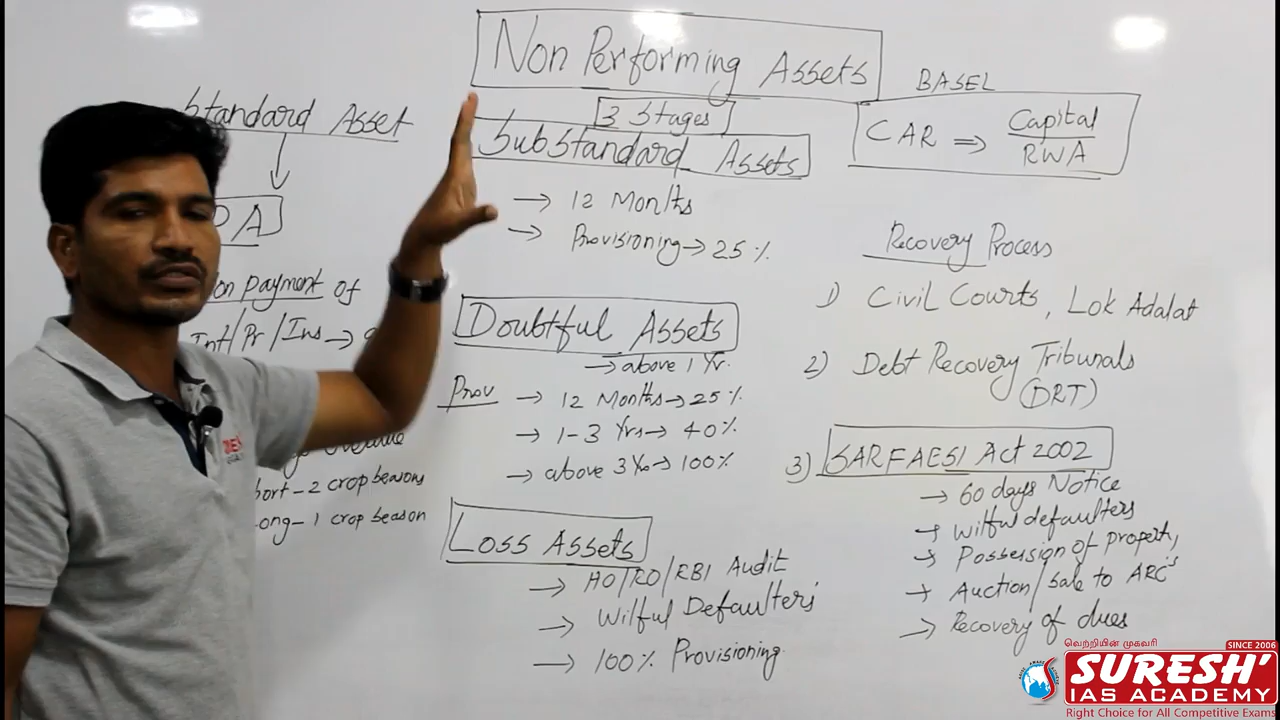 Non Performing Assets
3 Stages
Standard Asset
PA
Non payment of
Int/Pr/Ins →
overdue
Short - 2 crop seasons
Long - 1 crop season
SubStandard Assets
→ 12 Months
→ Provisioning → 25 %
Doubtful Assets
→ above 1 Yr.
Prov → 12 Months → 25 %
→ 1-3 Yrs → 40 %
→ above 3 Yrs → 100%
Loss Assets
→ HO/RO/RBI Audit
→ Wilful Defaulters
→ 100% Provisioning
BASEL
CAR ⇒ Capital
RWA
Recovery Process
1) Civil Courts, Lok Adalat
2) Debt Recovery Tribunals
(DRT)
3) SARFAESI Act 2002
→ 60 days Notice
→ Wilful defaulters
→ Possession of property
→ Auction/Sale to ARC's
→ Recovery of dues
வெற்றியின் முகவரி
SINCE 2006
SURESH'
IAS ACADEMY
Right Choice for All Competitive Exams